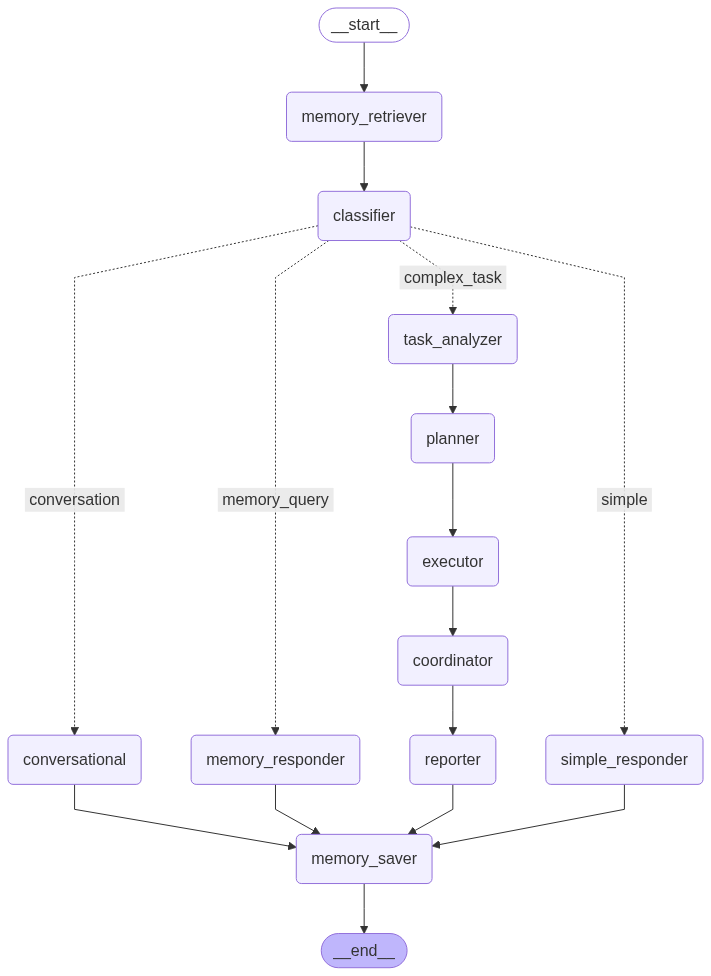 __start__
memory_retriever
classifier
complex_task
task_analyzer
planner
conversation
memory_query
simple
executor
coordinator
conversational
memory_responder
reporter
simple_responder
memory_saver
__end__